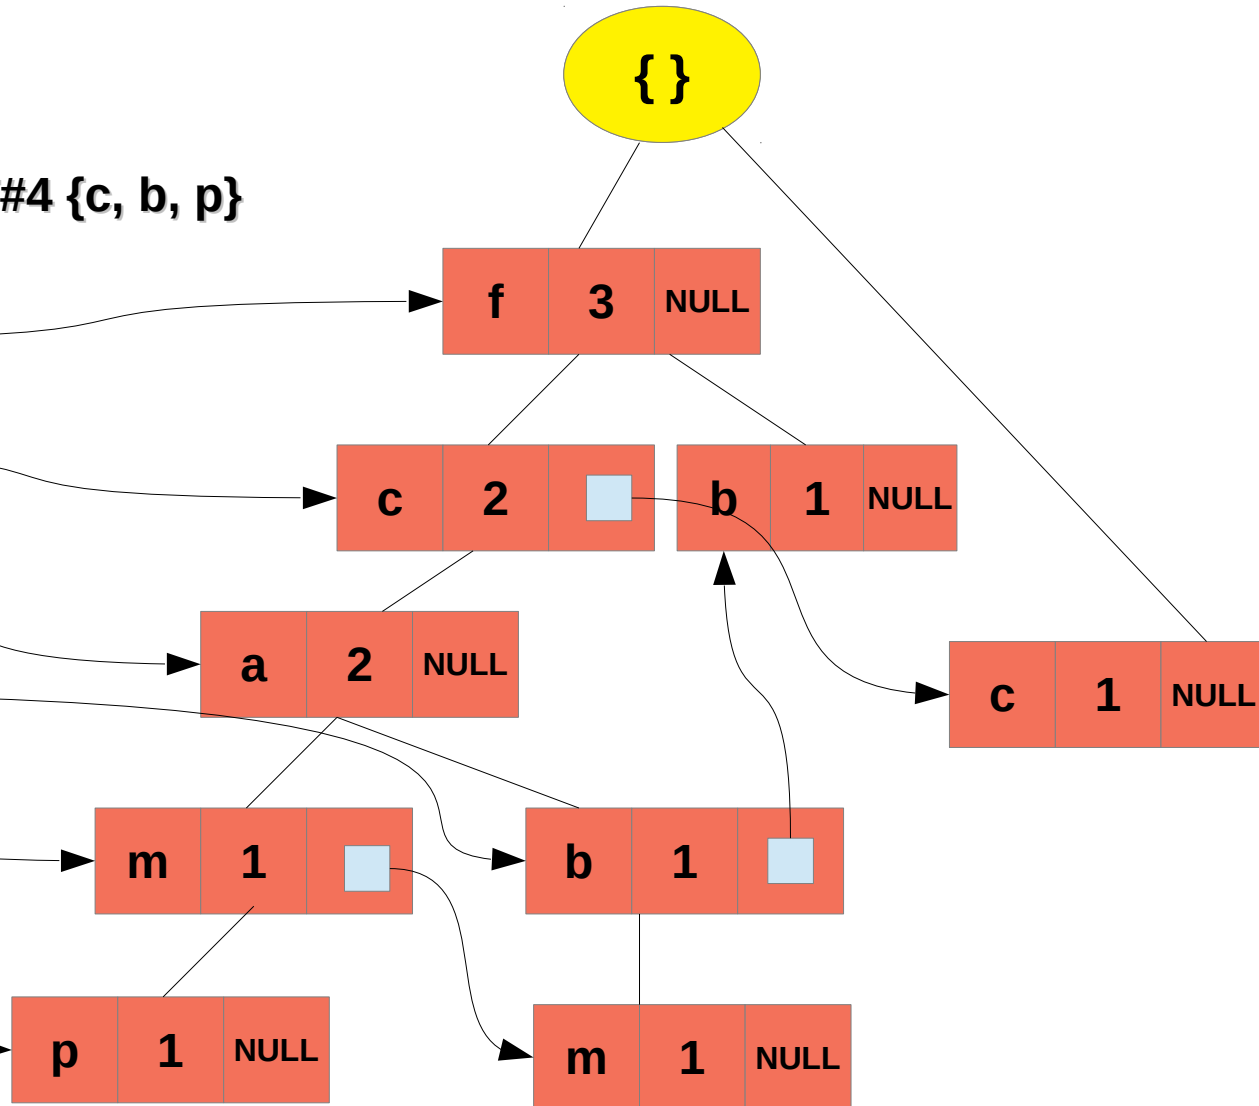 { }
#4 {c, b, p}
f 3 NULL
c 2
b 1 NULL
a 2 NULL
c 1 NULL
m 1
b 1
p 1 NULL
m 1 NULL